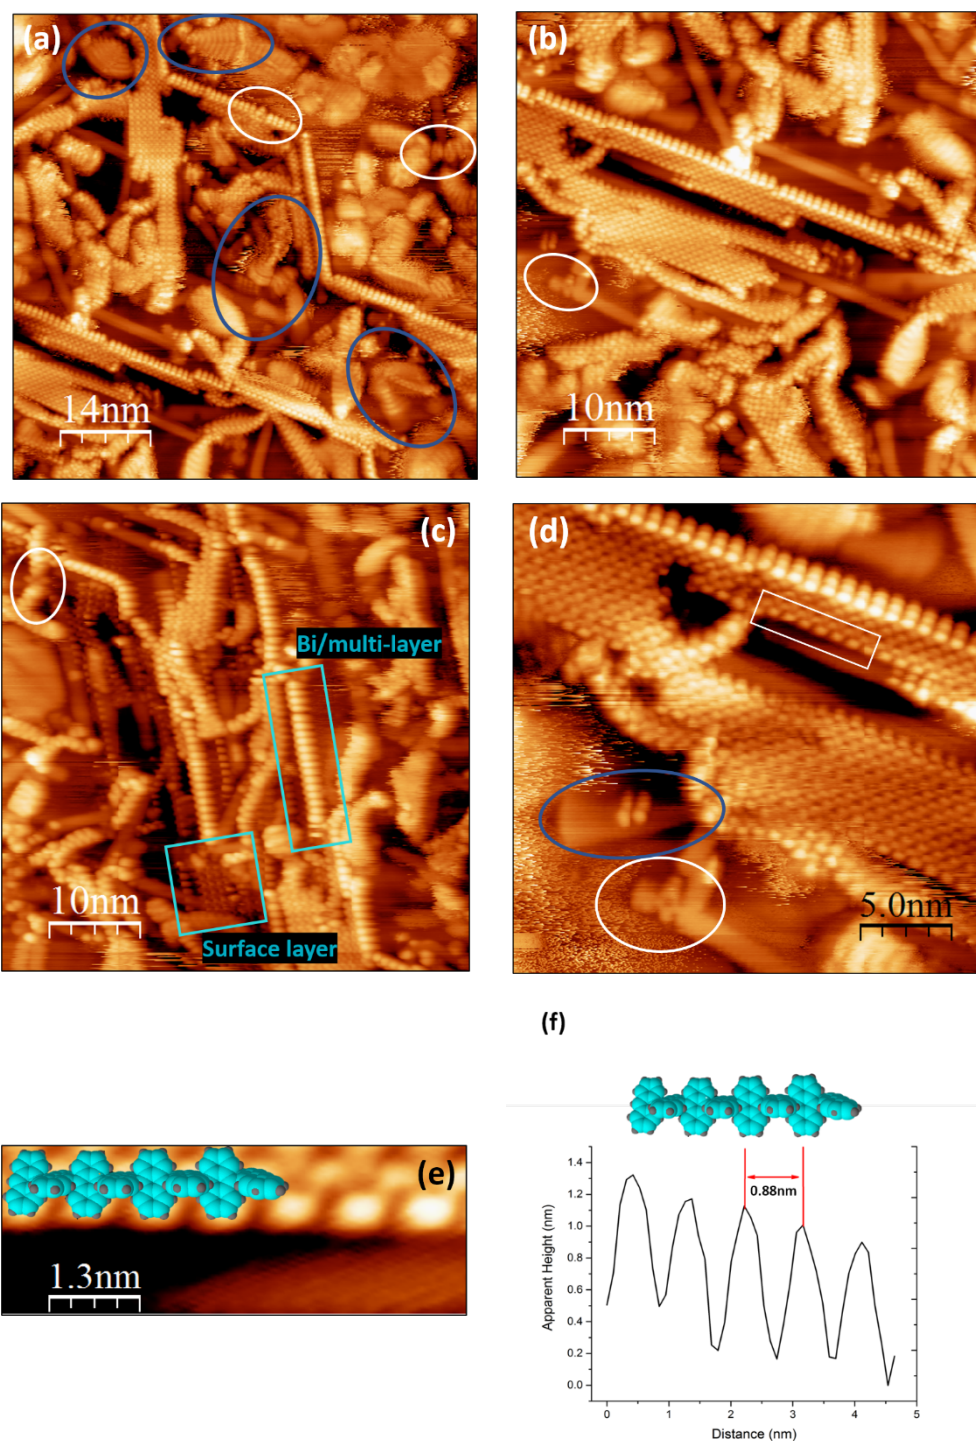 (a)
14nm
(b)
10nm
(c)
Bi/multi-layer
10nm
Surface layer
(d)
5.0nm
(e)
1.3nm
(f)
0.88nm
1.4
1.2
1.0
0.8
0.6
0.4
0.2
0.0
Apparent Height (nm)
0 1 2 3 4 5
Distance (nm)